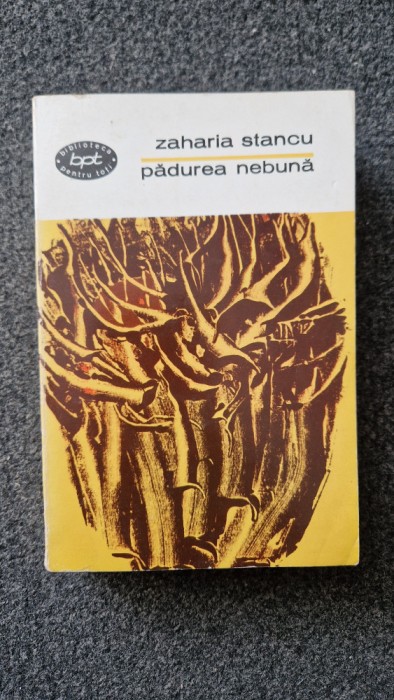 biblioteca
bpt
pentru toți
zaharia stancu
pădurea nebună